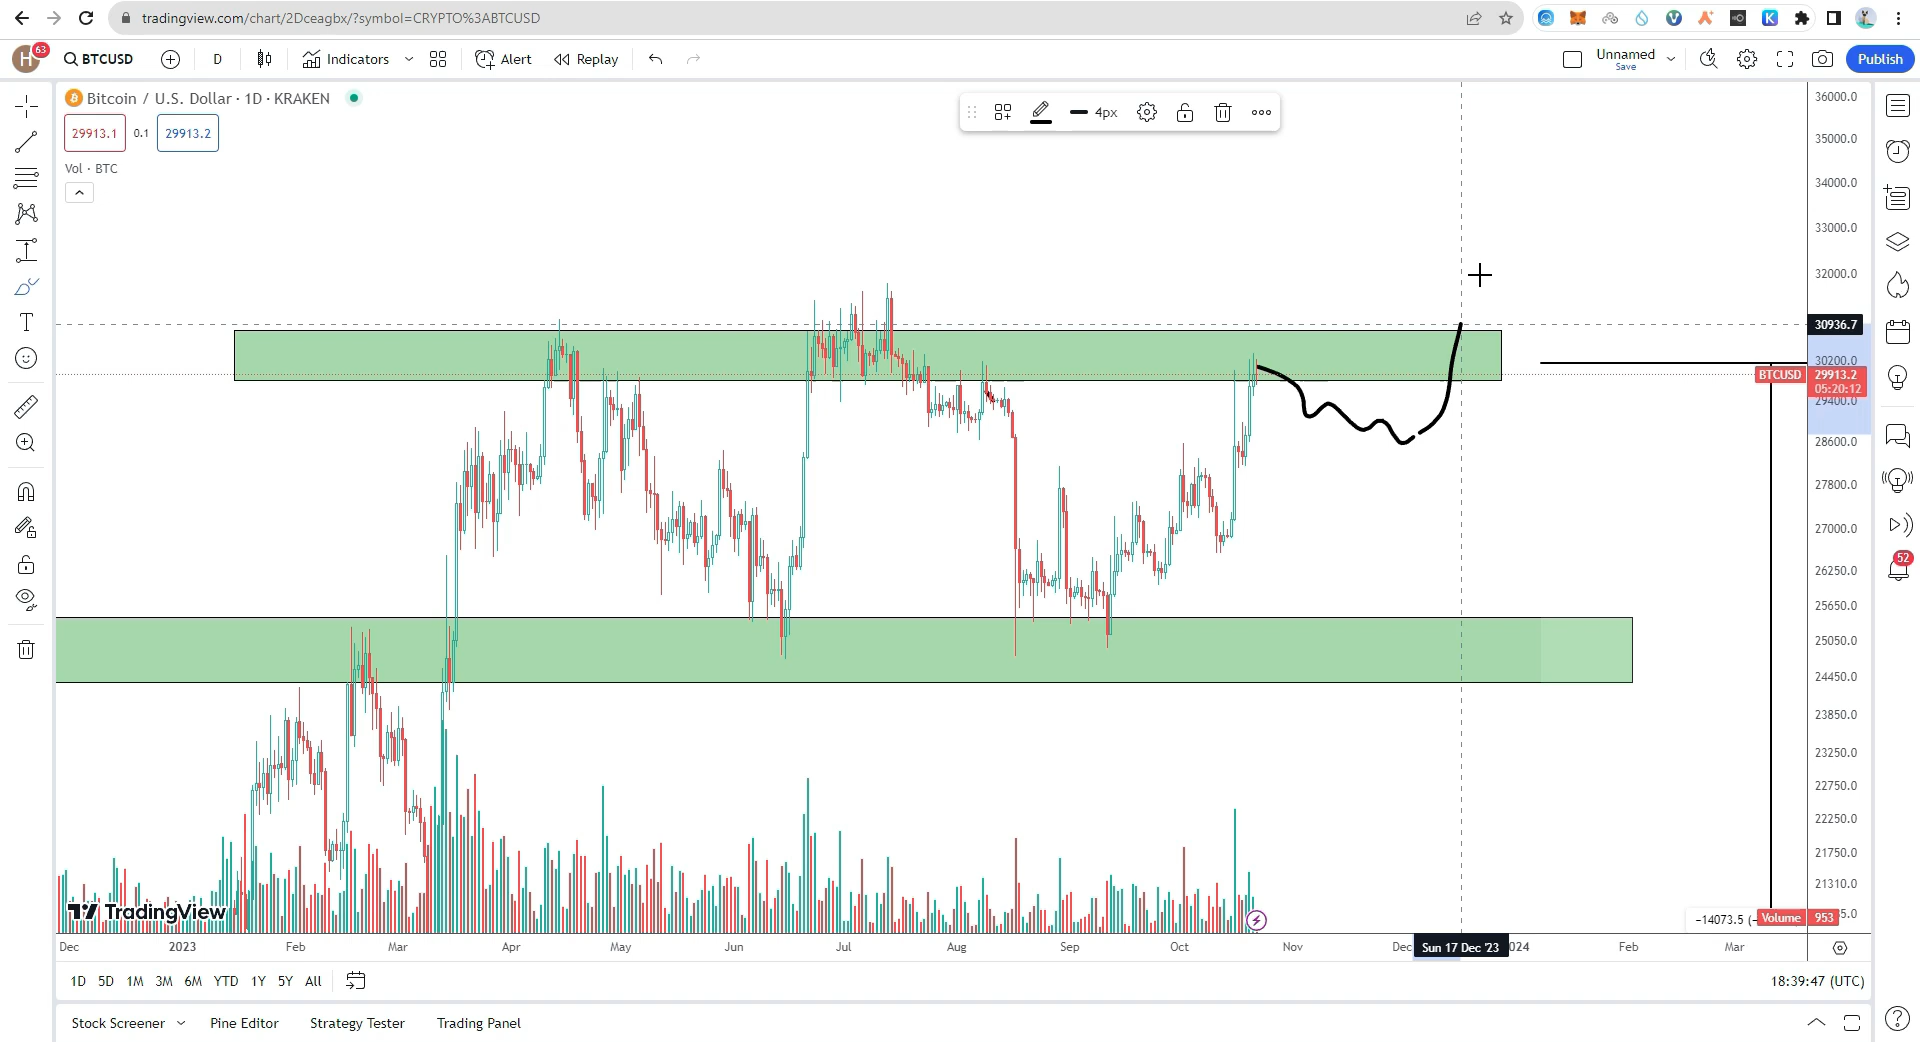 tradingview.com/chart/2Dceagbx/?symbol=CRYPTO%3ABTCUSD
H 63 BTCUSD D Indicators Alert Replay Unnamed Save Publish
Bitcoin / U.S. Dollar · 1D · KRAKEN
29913.1 0.1 29913.2
4px
Vol · BTC
36000.0
35000.0
34000.0
33000.0
32000.0
30936.7
30200.0
BTCUSD 29913.2
05:20:12
29400.0
28600.0
27800.0
27000.0
26250.0
25650.0
25050.0
24450.0
23850.0
23250.0
22750.0
22250.0
21750.0
21310.0
52
TradingView
−14073.5 (− Volume 953 5.0
Dec 2023 Feb Mar Apr May Jun Jul Aug Sep Oct Nov Dec Sun 17 Dec '23 024 Feb Mar
1D 5D 1M 3M 6M YTD 1Y 5Y All 18:39:47 (UTC)
Stock Screener Pine Editor Strategy Tester Trading Panel